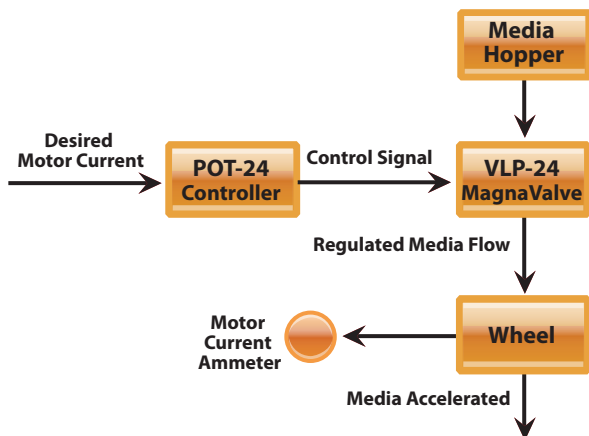 Media
Hopper
Desired
Motor Current
POT-24
Controller
Control Signal
VLP-24
MagnaValve
Regulated Media Flow
Motor
Current
Ammeter
Wheel
Media Accelerated